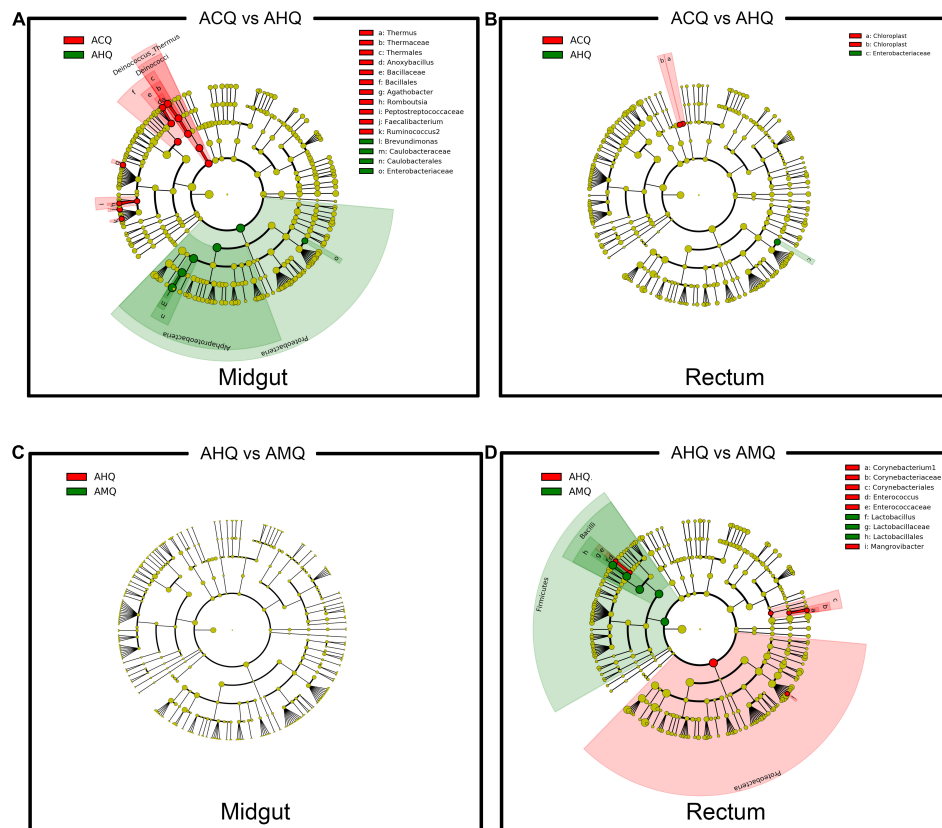 A
ACQ vs AHQ
ACQ
AHQ
a: Thermus
b: Thermaceae
c: Thermales
d: Anoxybacillus
e: Bacillaceae
f: Bacillales
g: Agathobacter
h: Romboutsia
i: Peptostreptococcaceae
j: Faecalibacterium
k: Ruminococcus2
l: Brevundimonas
m: Caulobacteraceae
n: Caulobacterales
o: Enterobacteriaceae
Deinococcus_Thermus
Deinococci
c
b
f
e
i
o
m
n
Alphaproteobacteria
Proteobacteria
Midgut
B
ACQ vs AHQ
ACQ
AHQ
a: Chloroplast
b: Chloroplast
c: Enterobacteriaceae
b
a
c
Rectum
C
AHQ vs AMQ
AHQ
AMQ
Midgut
D
AHQ vs AMQ
AHQ
AMQ
a: Corynebacterium1
b: Corynebacteriaceae
c: Corynebacteriales
d: Enterococcus
e: Enterococcaceae
f: Lactobacillus
g: Lactobacillaceae
h: Lactobacillales
i: Mangrovibacter
Bacilli
h
g
e
Firmicutes
a
b
c
Proteobacteria
Rectum